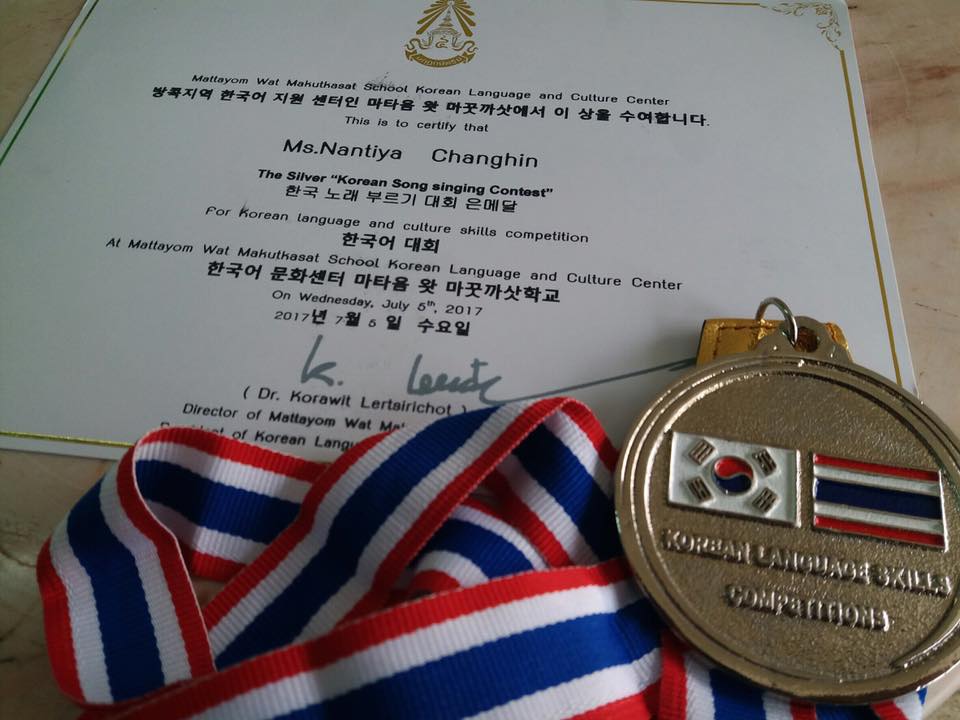 Mattayom Wat Makutkasat School Korean Language and Culture Center
방콕지역 한국어 지원 센터인 마타욤 왓 마꿋까삿에서 이 상을 수여합니다.
This is to certify that
Ms.Nantiya Changhin
The Silver “Korean Song singing Contest”
한국 노래 부르기 대회 은메달
For Korean language and culture skills competition
한국어 대회
At Mattayom Wat Makutkasat School Korean Language and Culture Center
한국어 문화센터 마타욤 왓 마꿋까삿학교
On Wednesday, July 5th, 2017
2017년 7월 5일 수요일
K. 
( Dr. Korawit Lertsirichot )
Director of Mattayom Wat
of Korean
KOREAN LANGUAGE SKILLS
COMPATITIONS